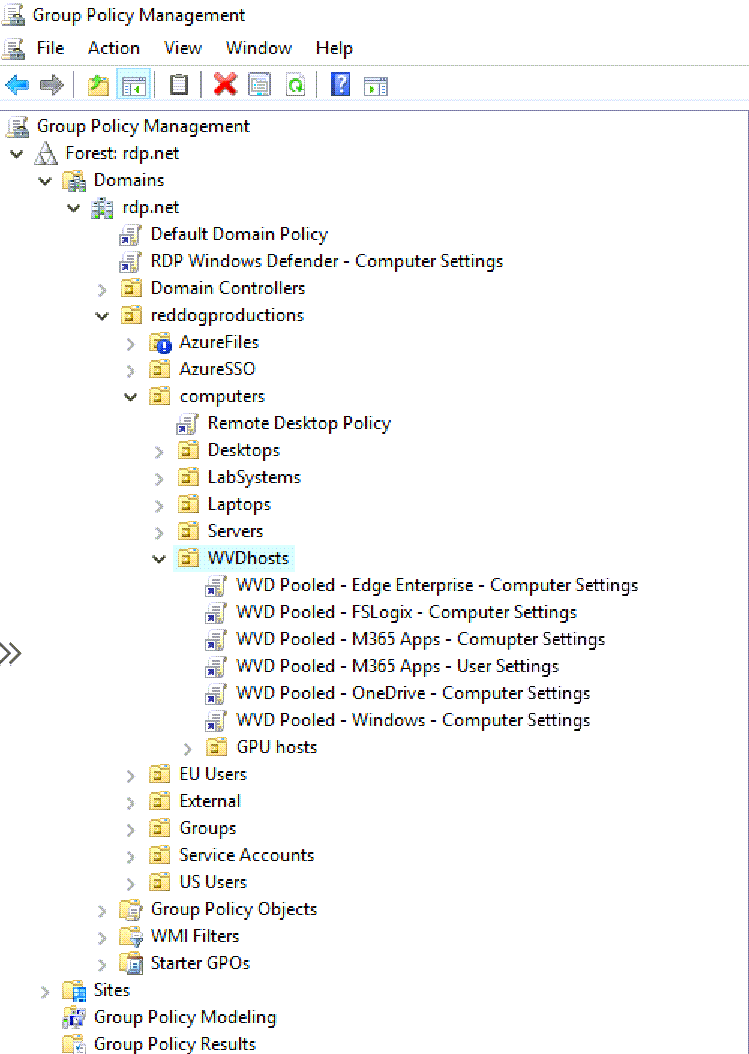 Group Policy Management
File Action View Window Help
Group Policy Management
Forest: rdp.net
Domains
rdp.net
Default Domain Policy
RDP Windows Defender - Computer Settings
Domain Controllers
reddogproductions
AzureFiles
AzureSSO
computers
Remote Desktop Policy
Desktops
LabSystems
Laptops
Servers
WVDhosts
WVD Pooled - Edge Enterprise - Computer Settings
WVD Pooled - FSLogix - Computer Settings
WVD Pooled - M365 Apps - Comupter Settings
WVD Pooled - M365 Apps - User Settings
WVD Pooled - OneDrive - Computer Settings
WVD Pooled - Windows - Computer Settings
GPU hosts
EU Users
External
Groups
Service Accounts
US Users
Group Policy Objects
WMI Filters
Starter GPOs
Sites
Group Policy Modeling
Group Policy Results